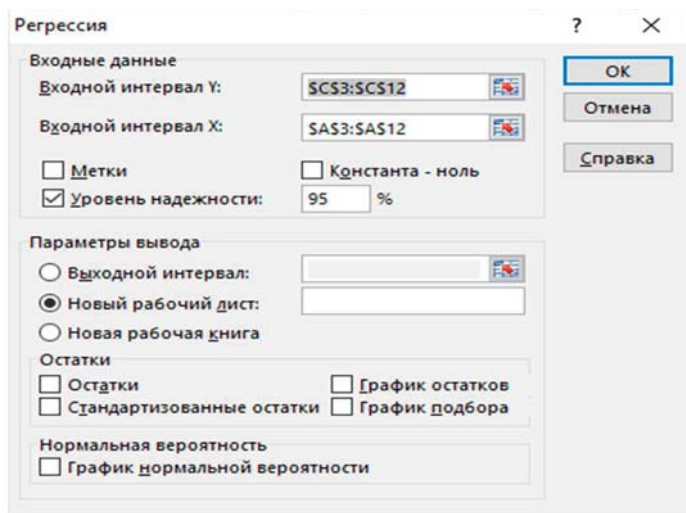 Регрессия ?
Входные данные
Входной интервал Y: $C$3:$C$12 ОК
Отмена
Входной интервал X: $A$3:$A$12
Справка
Метки Константа - ноль
Уровень надежности: 95 %
Параметры вывода
Выходной интервал:
Новый рабочий лист:
Новая рабочая книга
Остатки
Остатки График остатков
Стандартизованные остатки График подбора
Нормальная вероятность
График нормальной вероятности